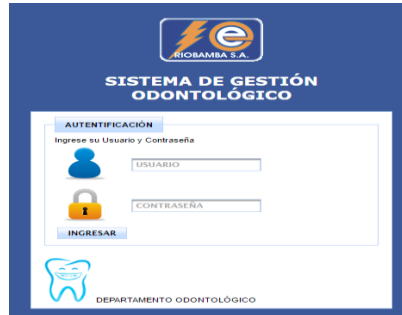 RIOBAMBA S.A.
SISTEMA DE GESTIÓN
ODONTOLÓGICO
AUTENTIFICACIÓN
Ingrese su Usuario y Contraseña
USUARIO
CONTRASEÑA
INGRESAR
DEPARTAMENTO ODONTOLÓGICO